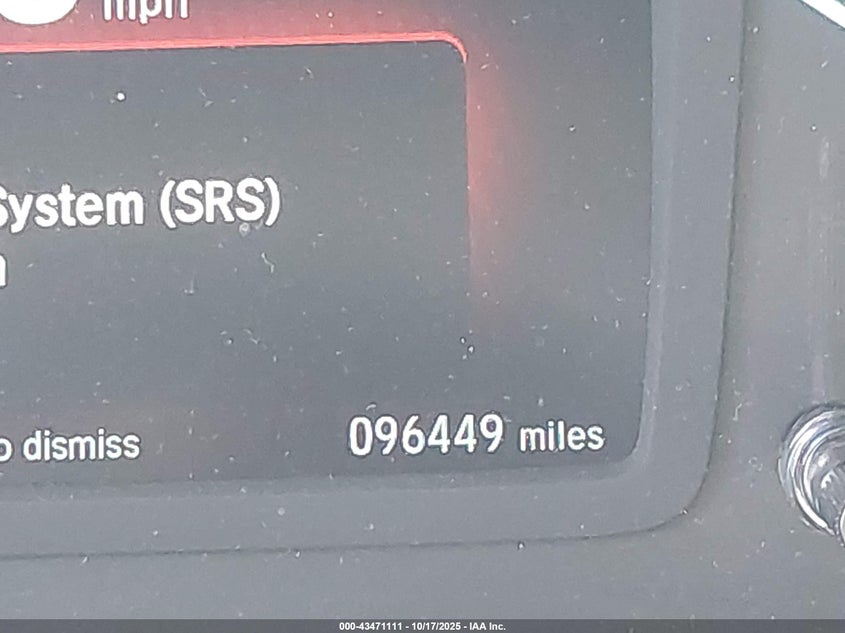 mph
System (SRS)
dismiss
096449 miles
000-43471111 - 10/17/2025 - IAA Inc.